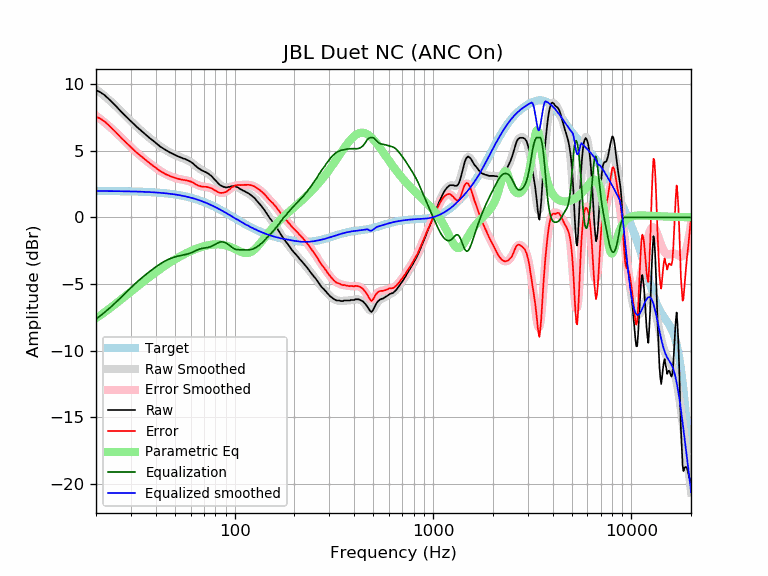 JBL Duet NC (ANC On)
10
5
0
−5
−10
−15
−20
Amplitude (dBr)
Target
Raw Smoothed
Error Smoothed
Raw
Error
Parametric Eq
Equalization
Equalized smoothed
100
1000
10000
Frequency (Hz)